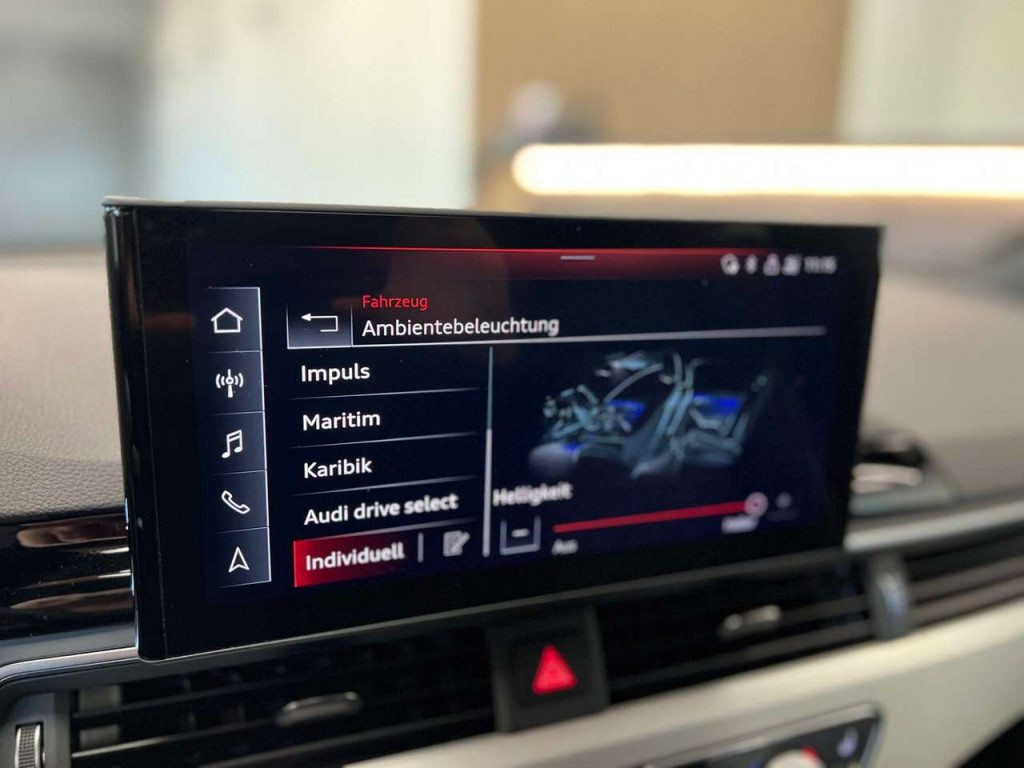 Fahrzeug
Ambientebeleuchtung
Impuls
Maritim
Karibik
Audi drive select
Individuell
Helligkeit
Aus